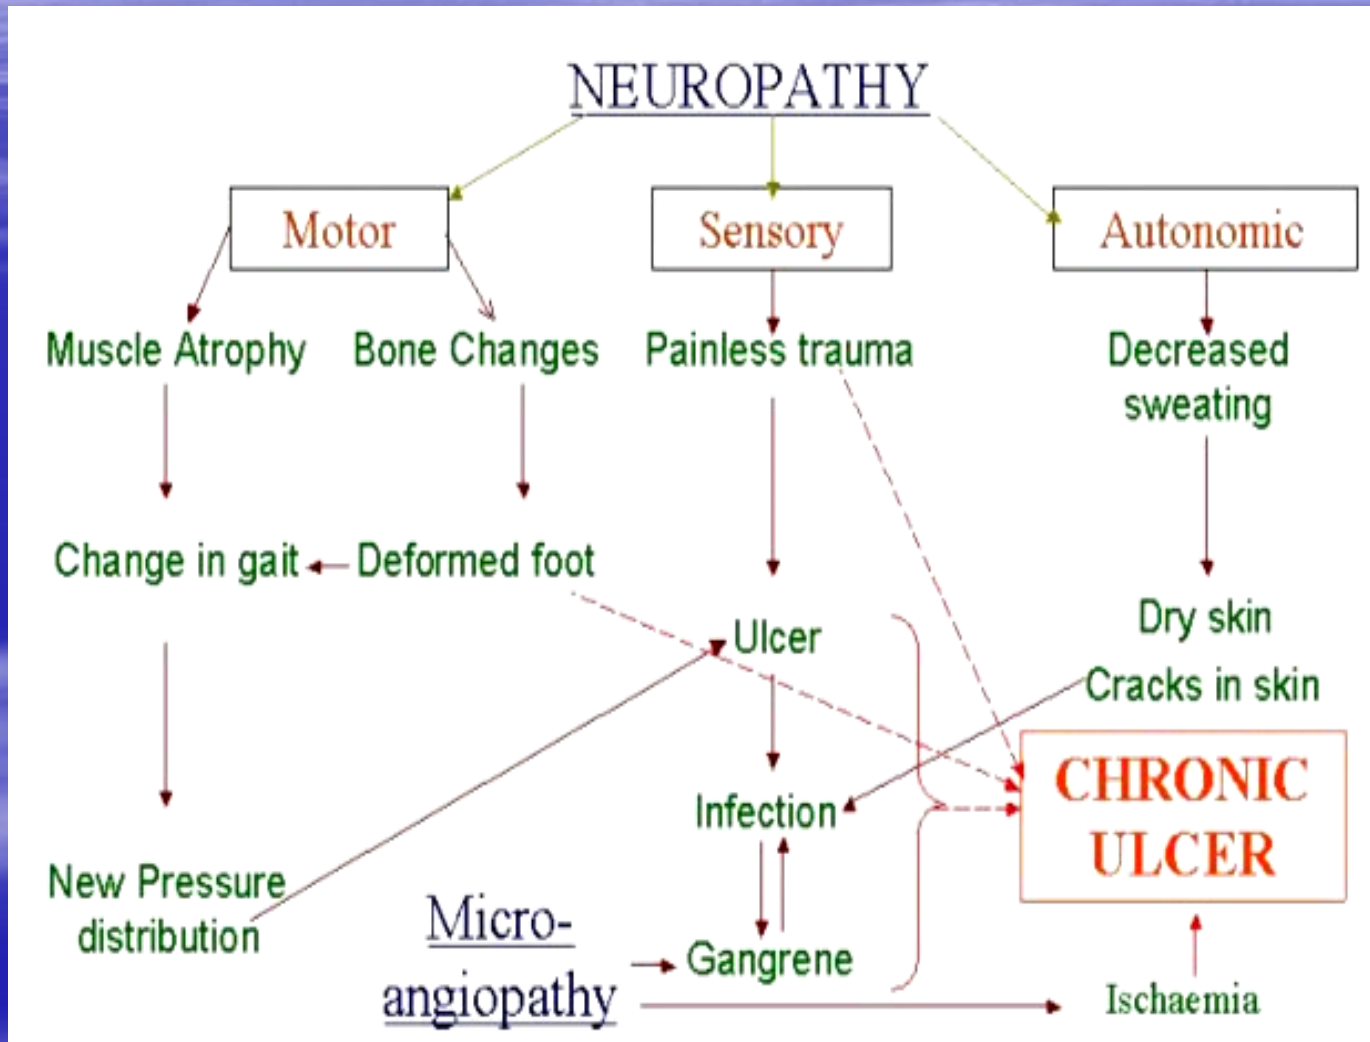 NEUROPATHY
Motor
Sensory
Autonomic
Muscle Atrophy
Bone Changes
Painless trauma
Decreased
sweating
Change in gait
Deformed foot
Ulcer
Dry skin
Cracks in skin
CHRONIC
ULCER
Infection
New Pressure
distribution
Micro-
angiopathy
Gangrene
Ischaemia